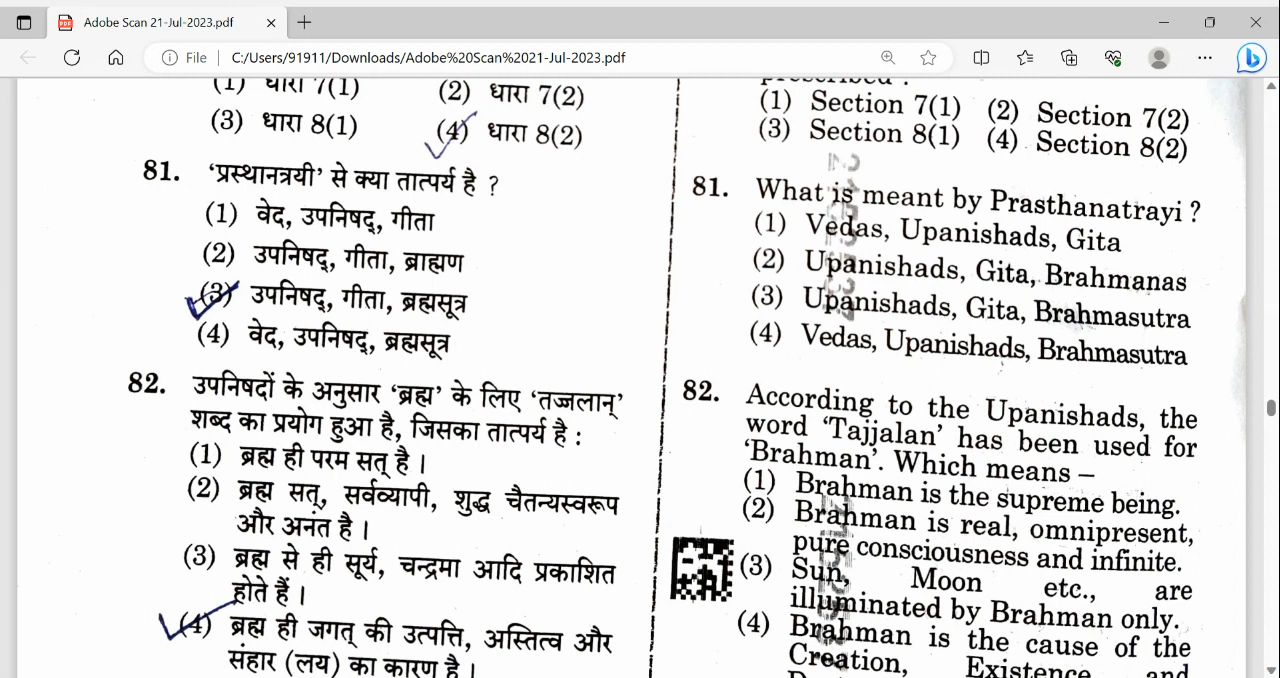 Adobe Scan 21-Jul-2023.pdf
File
C:/Users/91911/Downloads/Adobe%20Scan%2021-Jul-2023.pdf
(1) धारा 7(1) (2) धारा 7(2)
(3) धारा 8(1) (4) धारा 8(2)
81. ‘प्रस्थानत्रयी’ से क्या तात्पर्य है ?
(1) वेद, उपनिषद्, गीता
(2) उपनिषद्, गीता, ब्राह्मण
(3) उपनिषद्, गीता, ब्रह्मसूत्र
(4) वेद, उपनिषद्, ब्रह्मसूत्र
82. उपनिषदों के अनुसार ‘ब्रह्म’ के लिए ‘तज्जलान्’
शब्द का प्रयोग हुआ है, जिसका तात्पर्य है :
(1) ब्रह्म ही परम सत् है ।
(2) ब्रह्म सत्, सर्वव्यापी, शुद्ध चैतन्यस्वरूप
और अनंत है ।
(3) ब्रह्म से ही सूर्य, चन्द्रमा आदि प्रकाशित
होते हैं ।
(4) ब्रह्म ही जगत् की उत्पत्ति, अस्तित्व और
संहार (लय) का कारण है ।
(1) Section 7(1) (2) Section 7(2)
(3) Section 8(1) (4) Section 8(2)
81. What is meant by Prasthanatrayi ?
(1) Vedas, Upanishads, Gita
(2) Upanishads, Gita, Brahmanas
(3) Upanishads, Gita, Brahmasutra
(4) Vedas, Upanishads, Brahmasutra
82. According to the Upanishads, the
word ‘Tajjalan’ has been used for
‘Brahman’. Which means –
(1) Brahman is the supreme being.
(2) Brahman is real, omnipresent,
pure consciousness and infinite.
(3) Sun, Moon etc., are
illuminated by Brahman only.
(4) Brahman is the cause of the
Creation, Existence and